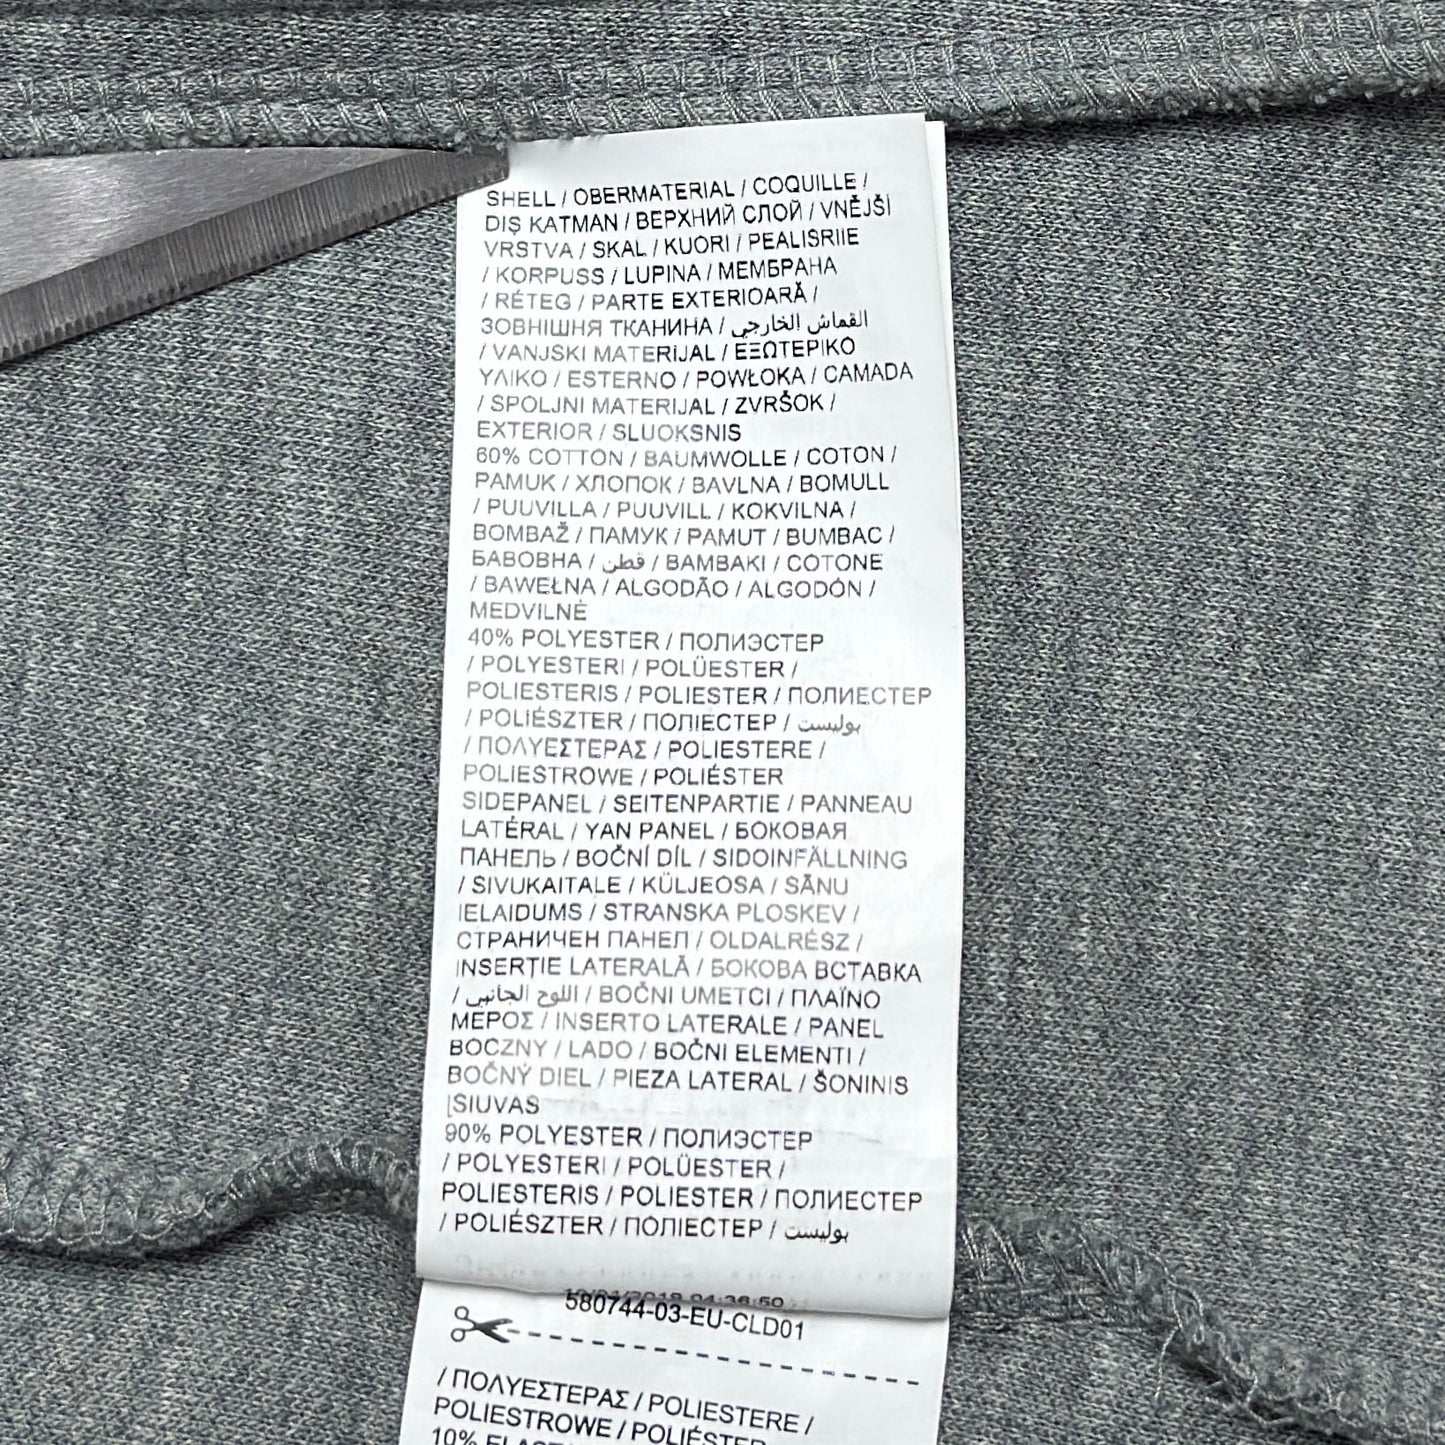 SHELL / OBERMATERIAL / COQUILLE /
DIŞ KATMAN / ВЕРХНИЙ СЛОЙ / VNĚJŠÍ
VRSTVA / SKAL / KUORI / PEALISRIIE
/ KORPUSS / LUPINA / МЕМБРАНА
/ RÉTEG / PARTE EXTERIOARĂ /
ЗОВНІШНЯ ТКАНИНА / القماش الخارجي
/ VANJSKI MATERIJAL / ΕΞΩΤΕΡΙΚΟ
ΥΛΙΚΟ / ESTERNO / POWŁOKA / CAMADA
/ SPOLJNI MATERIJAL / ZVRŠOK /
EXTERIOR / SLUOKSNIS
60% COTTON / BAUMWOLLE / COTON /
PAMUK / ХЛОПОК / BAVLNA / BOMULL
/ PUUVILLA / PUUVILL / KOKVILNA /
BOMBAŽ / ПАМУК / PAMUT / BUMBAC /
БАВОВНА / قطن / ΒΑΜΒΑΚΙ / COTONE
/ BAWEŁNA / ALGODÃO / ALGODÓN /
MEDVILNĖ
40% POLYESTER / ПОЛИЭСТЕР
/ POLYESTERI / POLÜESTER /
POLIESTERIS / POLIESTER / ПОЛИЕСТЕР
/ POLIÉSZTER / ПОЛІЕСТЕР / بوليست
/ ΠΟΛΥΕΣΤΕΡΑΣ / POLIESTERE /
POLIESTROWE / POLIÉSTER
SIDEPANEL / SEITENPARTIE / PANNEAU
LATÉRAL / YAN PANEL / БОКОВАЯ
ПАНЕЛЬ / BOČNÍ DÍL / SIDOINFÄLLNING
/ SIVUKAITALE / KÜLJEOSA / SĀNU
IELAIDUMS / STRANSKA PLOSKEV /
СТРАНИЧЕН ПАНЕЛ / OLDALRÉSZ /
INSERŢIE LATERALĂ / БОКОВА ВСТАВКА
/ اللوح الجانبي / BOČNI UMETCI / ΠΛΑΪΝΟ
ΜΕΡΟΣ / INSERTO LATERALE / PANEL
BOCZNY / LADO / BOČNI ELEMENTI /
BOČNÝ DIEL / PIEZA LATERAL / ŠONINIS
ĮSIUVAS
90% POLYESTER / ПОЛИЭСТЕР
/ POLYESTERI / POLÜESTER /
POLIESTERIS / POLIESTER / ПОЛИЕСТЕР
/ POLIÉSZTER / ПОЛІЕСТЕР / بوليست
580744-03-EU-CLD01
/ ΠΟΛΥΕΣΤΕΡΑΣ / POLIESTERE /
POLIESTROWE / POLIÉSTER
10%